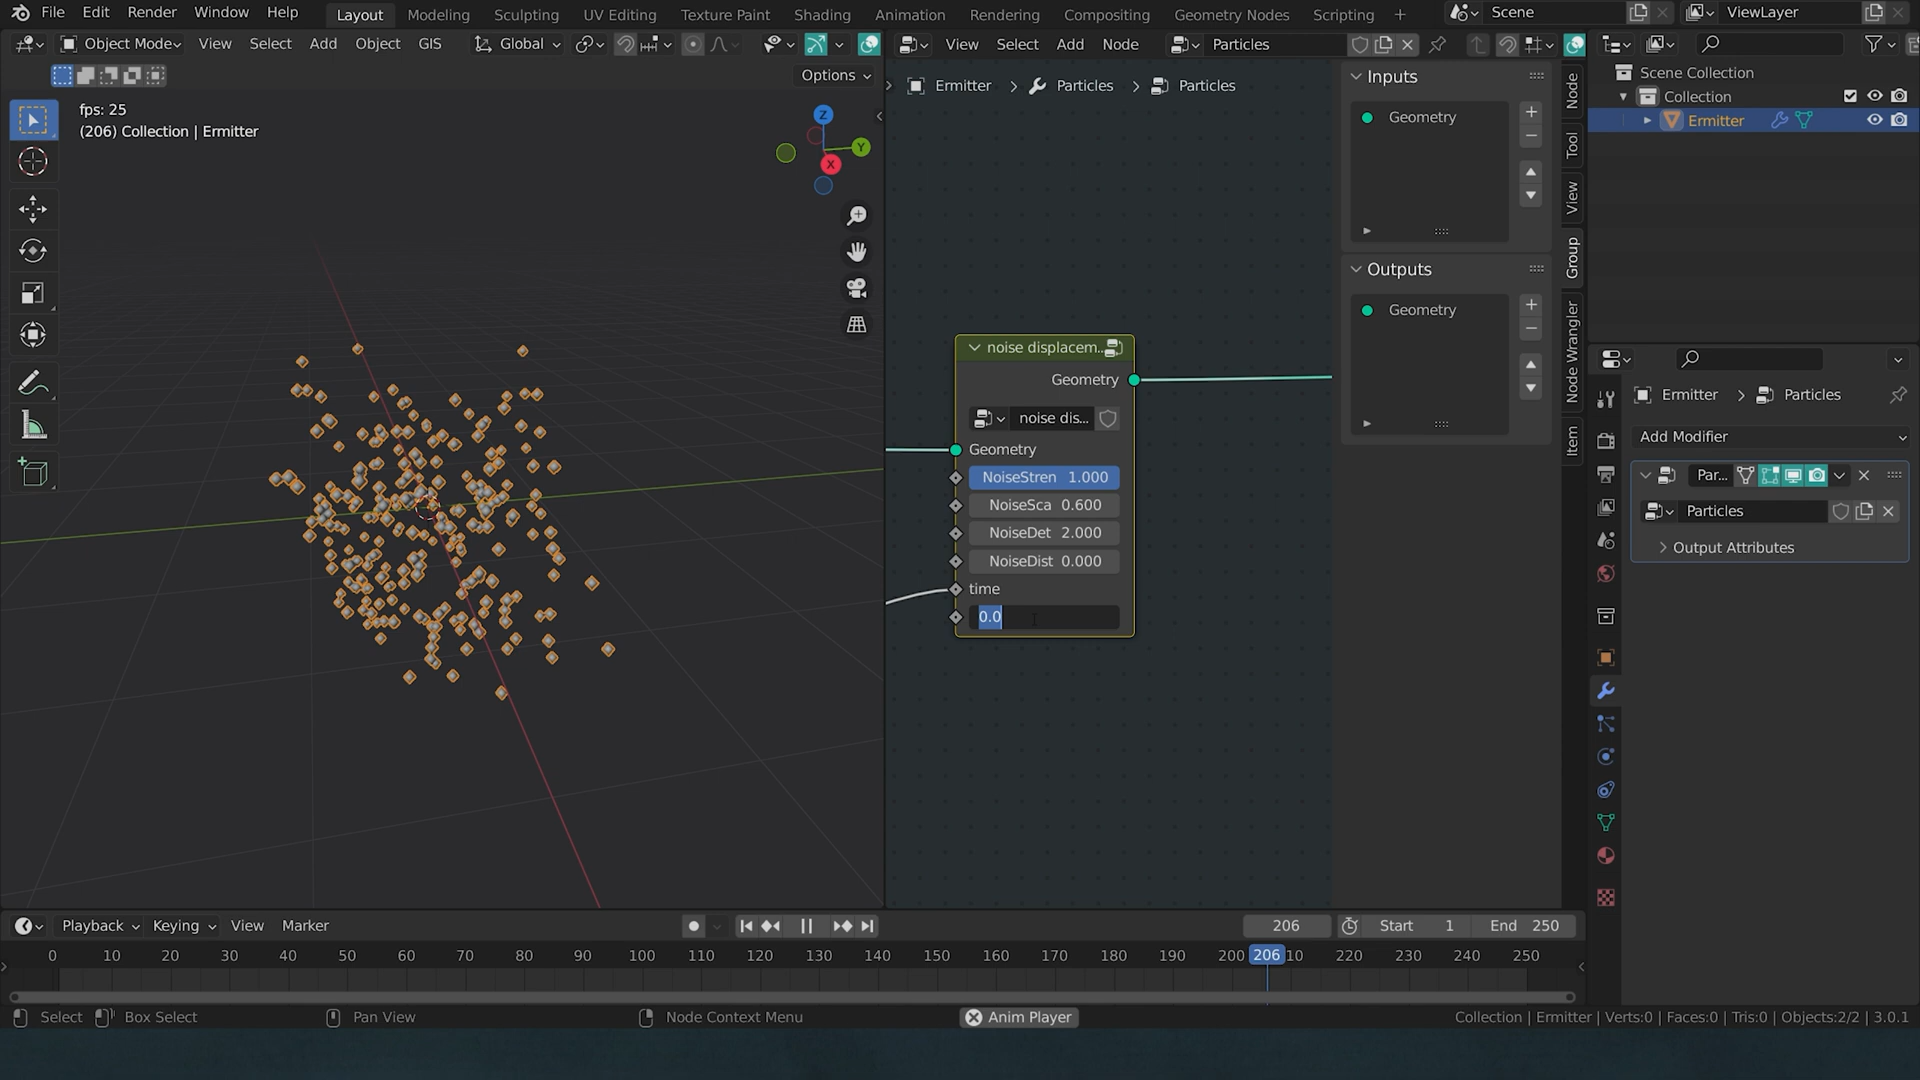 File Edit Render Window Help Layout Modeling Sculpting UV Editing Texture Paint Shading Animation Rendering Compositing Geometry Nodes Scripting + Scene ViewLayer
Object Mode View Select Add Object GIS Global View Select Add Node Particles
Options
fps: 25
(206) Collection | Ermitter
Z
Y
X
Ermitter > Particles > Particles
noise displacem...
Geometry
noise dis...
Geometry
NoiseStren 1.000
NoiseSca 0.600
NoiseDet 2.000
NoiseDist 0.000
time
0.0
Inputs
Geometry
Outputs
Geometry
Node
Tool
View
Group
Node Wrangler
Item
Scene Collection
Collection
Ermitter
Ermitter > Particles
Add Modifier
Par...
Particles
Output Attributes
Playback Keying View Marker 206 Start 1 End 250
0 10 20 30 40 50 60 70 80 90 100 110 120 130 140 150 160 170 180 190 200 206 10 220 230 240 250
Select Box Select Pan View Node Context Menu Anim Player Collection | Ermitter | Verts:0 | Faces:0 | Tris:0 | Objects:2/2 | 3.0.1